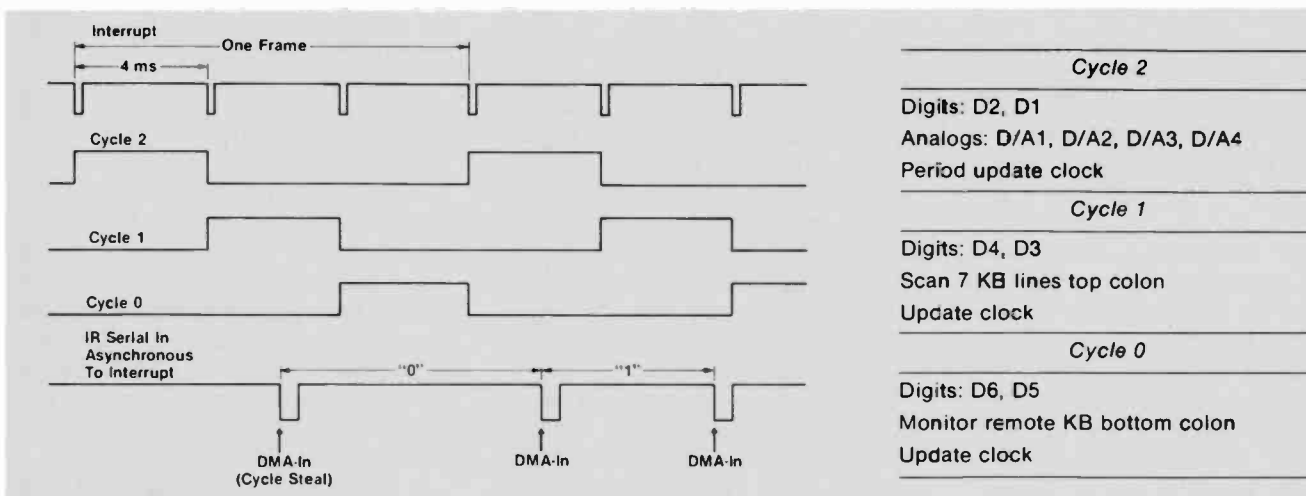 Interrupt
One Frame
4 ms
Cycle 2
Cycle 1
Cycle 0
IR Serial In
Asynchronous
To Interrupt
"0"
"1"
DMA-In
(Cycle Steal)
DMA-In
DMA-In
Cycle 2
Digits: D2, D1
Analogs: D/A1, D/A2, D/A3, D/A4
Period update clock
Cycle 1
Digits: D4, D3
Scan 7 KB lines top colon
Update clock
Cycle 0
Digits: D6, D5
Monitor remote KB bottom colon
Update clock